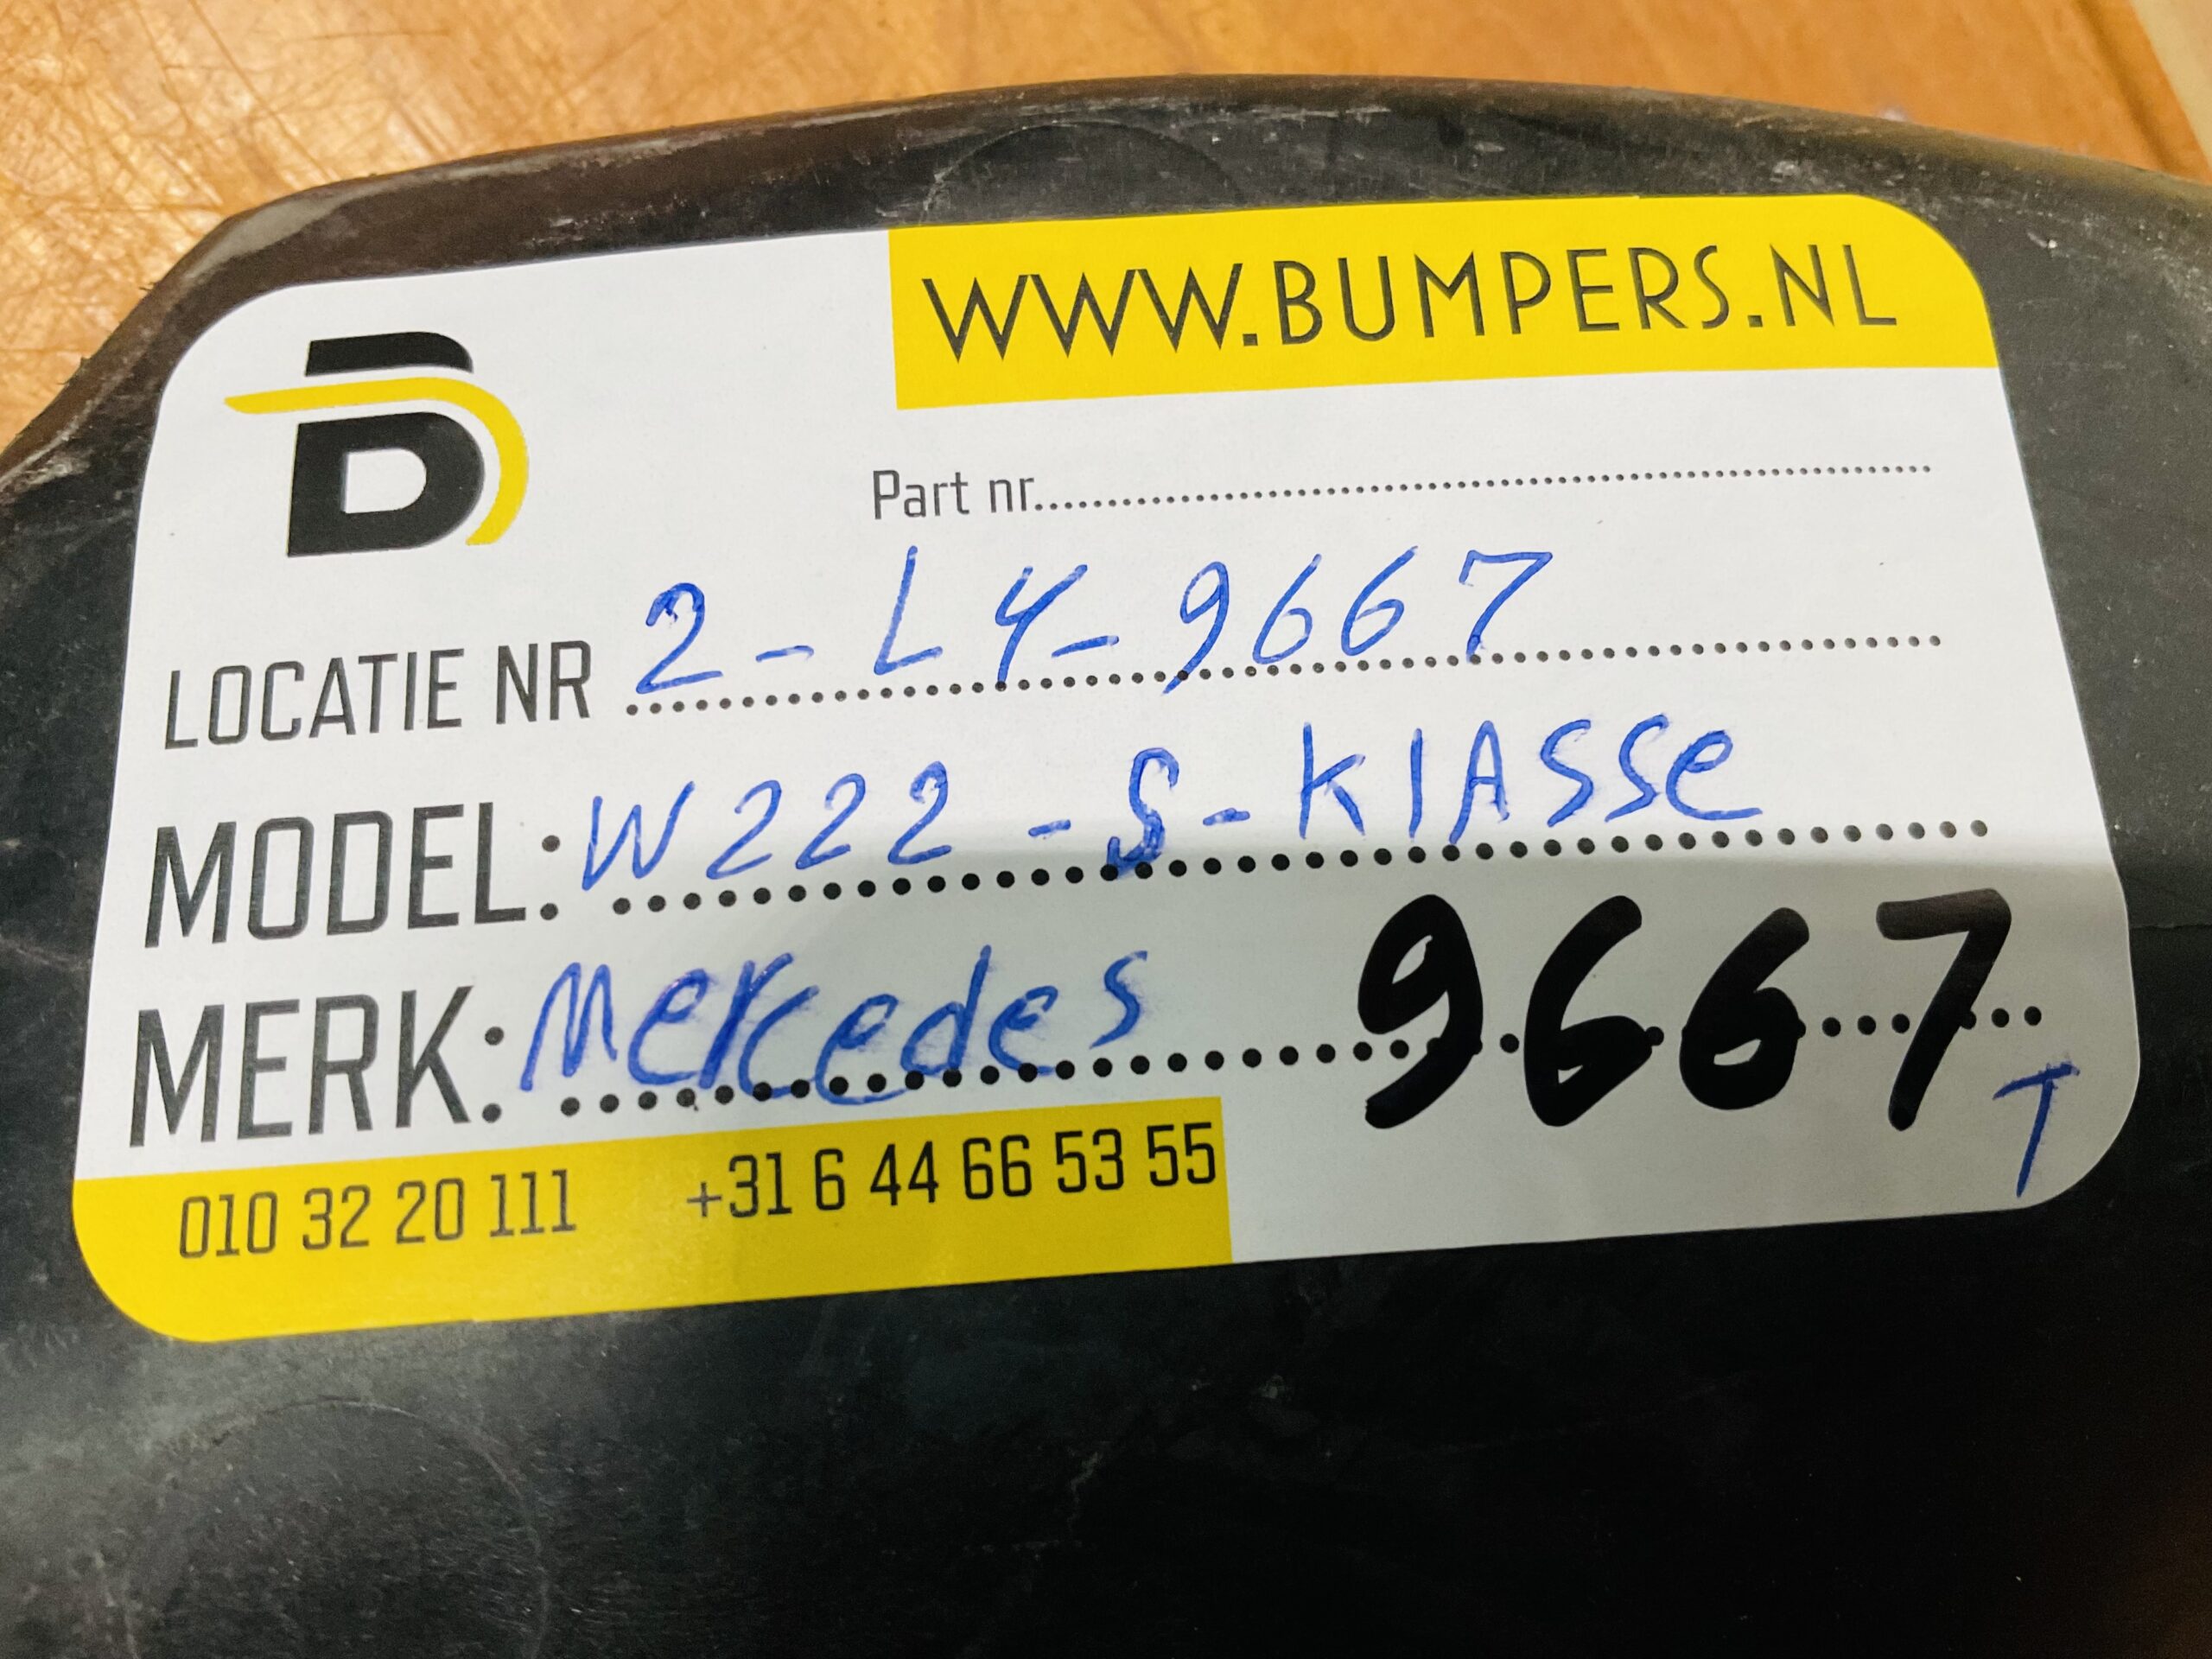 WWW.BUMPERS.NL
B
Part nr.............................................
LOCATIE NR 2-L4-9667
MODEL: W222-S-KlAsse
MERK: Mercedes 9667
T
010 32 20 111 +31 6 44 66 53 55